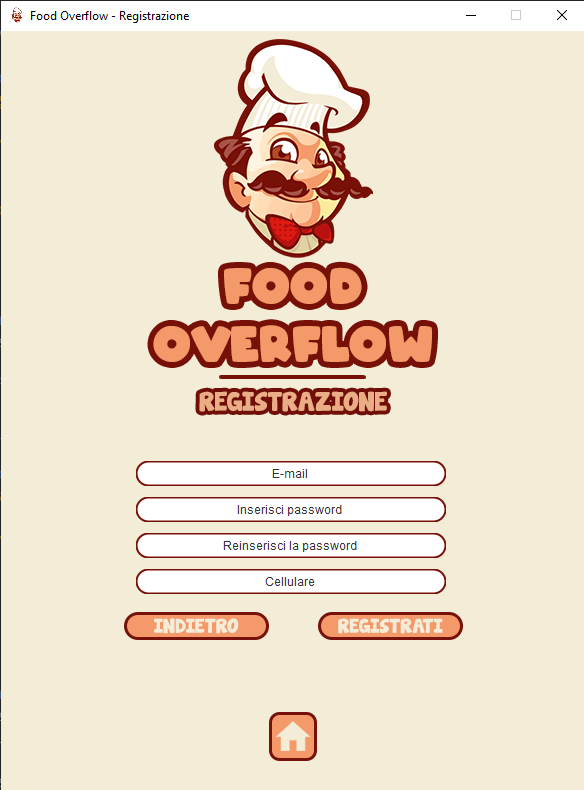 Food Overflow - Registrazione
FOOD
OVERFLOW
REGISTRAZIONE
E-mail
Inserisci password
Reinserisci la password
Cellulare
INDIETRO REGISTRATI